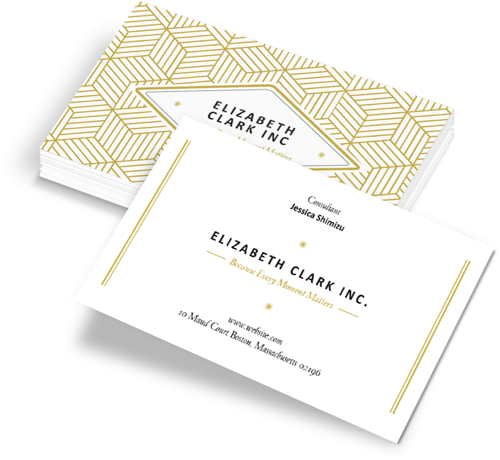 ELIZABETH
CLARK INC
Consultant
Jessica Shimizu
ELIZABETH CLARK INC.
Because Every Moment Matters
www.website.com
10 Maud Court Boston, Massachusetts 02196